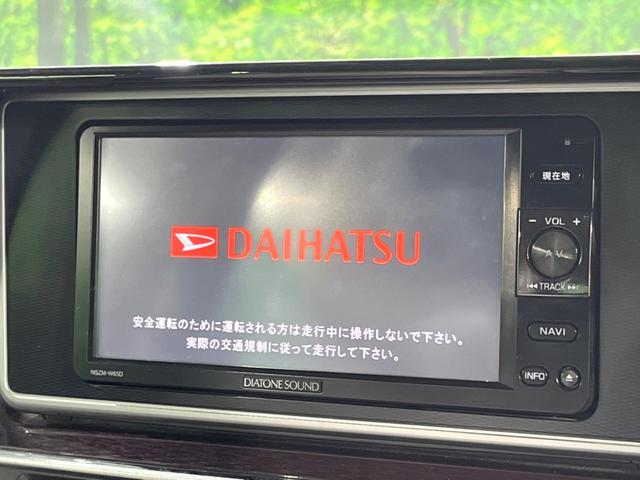 現在地
− VOL +
AV
TRACK
DAIHATSU
安全運転のために運転される方は走行中に操作しないで下さい。
実際の交通規制に従って走行して下さい。
NAVI
INFO
NSZM-W65D
DIATONE SOUND